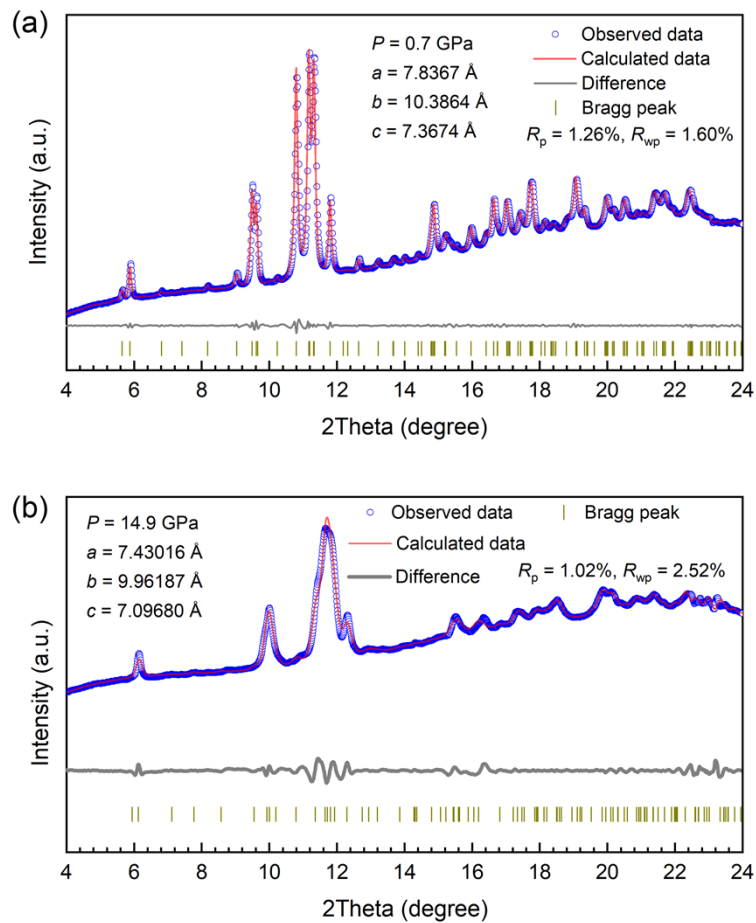 (a)
P = 0.7 GPa
a = 7.8367 Å
b = 10.3864 Å
c = 7.3674 Å
Observed data
Calculated data
Difference
Bragg peak
Rp = 1.26%, Rwp = 1.60%
Intensity (a.u.)
4 6 8 10 12 14 16 18 20 22 24
2Theta (degree)
(b)
P = 14.9 GPa
a = 7.43016 Å
b = 9.96187 Å
c = 7.09680 Å
Observed data
Bragg peak
Calculated data
Difference
Rp = 1.02%, Rwp = 2.52%
Intensity (a.u.)
4 6 8 10 12 14 16 18 20 22 24
2Theta (degree)